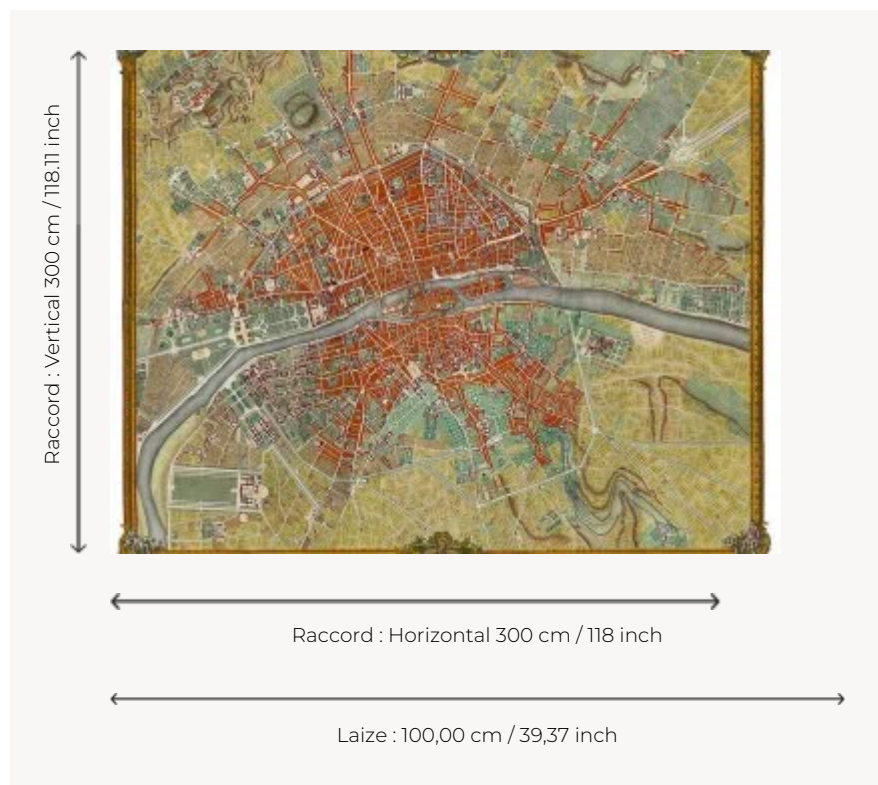 Raccord : Vertical 300 cm / 118.11 inch
Raccord : Horizontal 300 cm / 118 inch
Laize : 100,00 cm / 39,37 inch